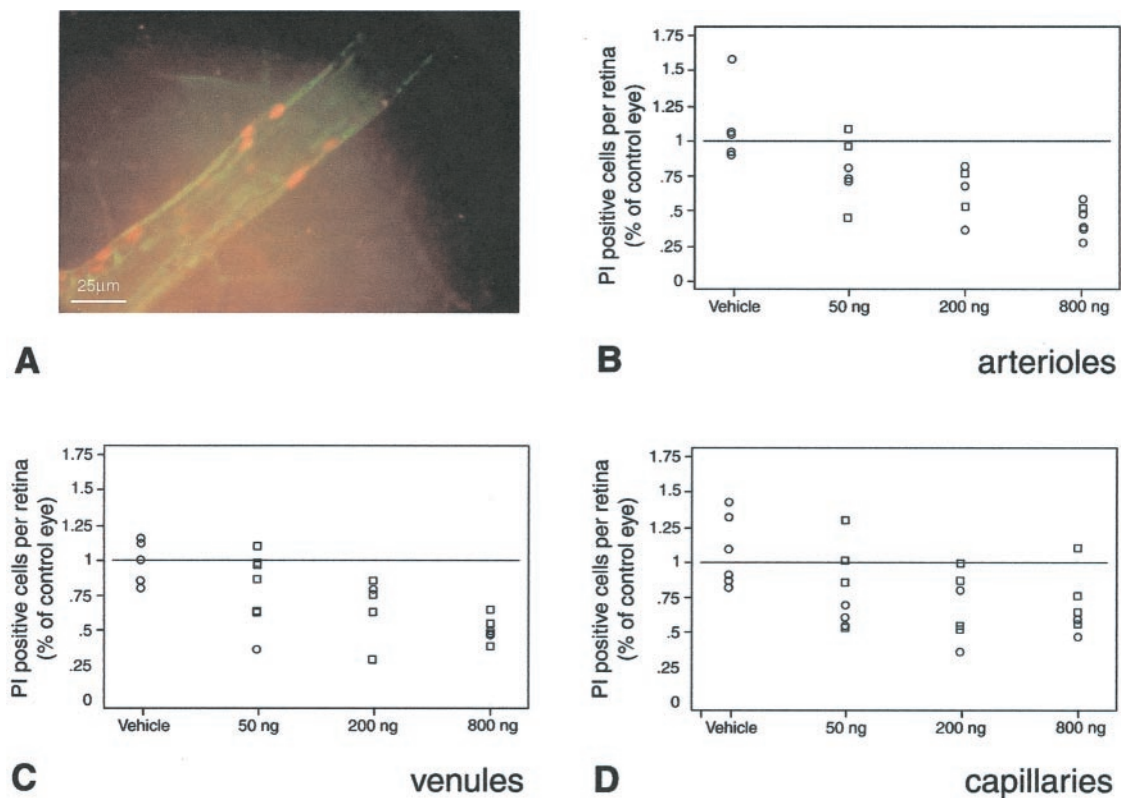 25µm
A
PI positive cells per retina
(% of control eye)
1.75
1.5
1.25
1
.75
.5
.25
0
Vehicle
50 ng
200 ng
800 ng
B
arterioles
PI positive cells per retina
(% of control eye)
1.75
1.5
1.25
1
.75
.5
.25
0
Vehicle
50 ng
200 ng
800 ng
C
venules
PI positive cells per retina
(% of control eye)
1.75
1.5
1.25
1
.75
.5
.25
0
Vehicle
50 ng
200 ng
800 ng
D
capillaries